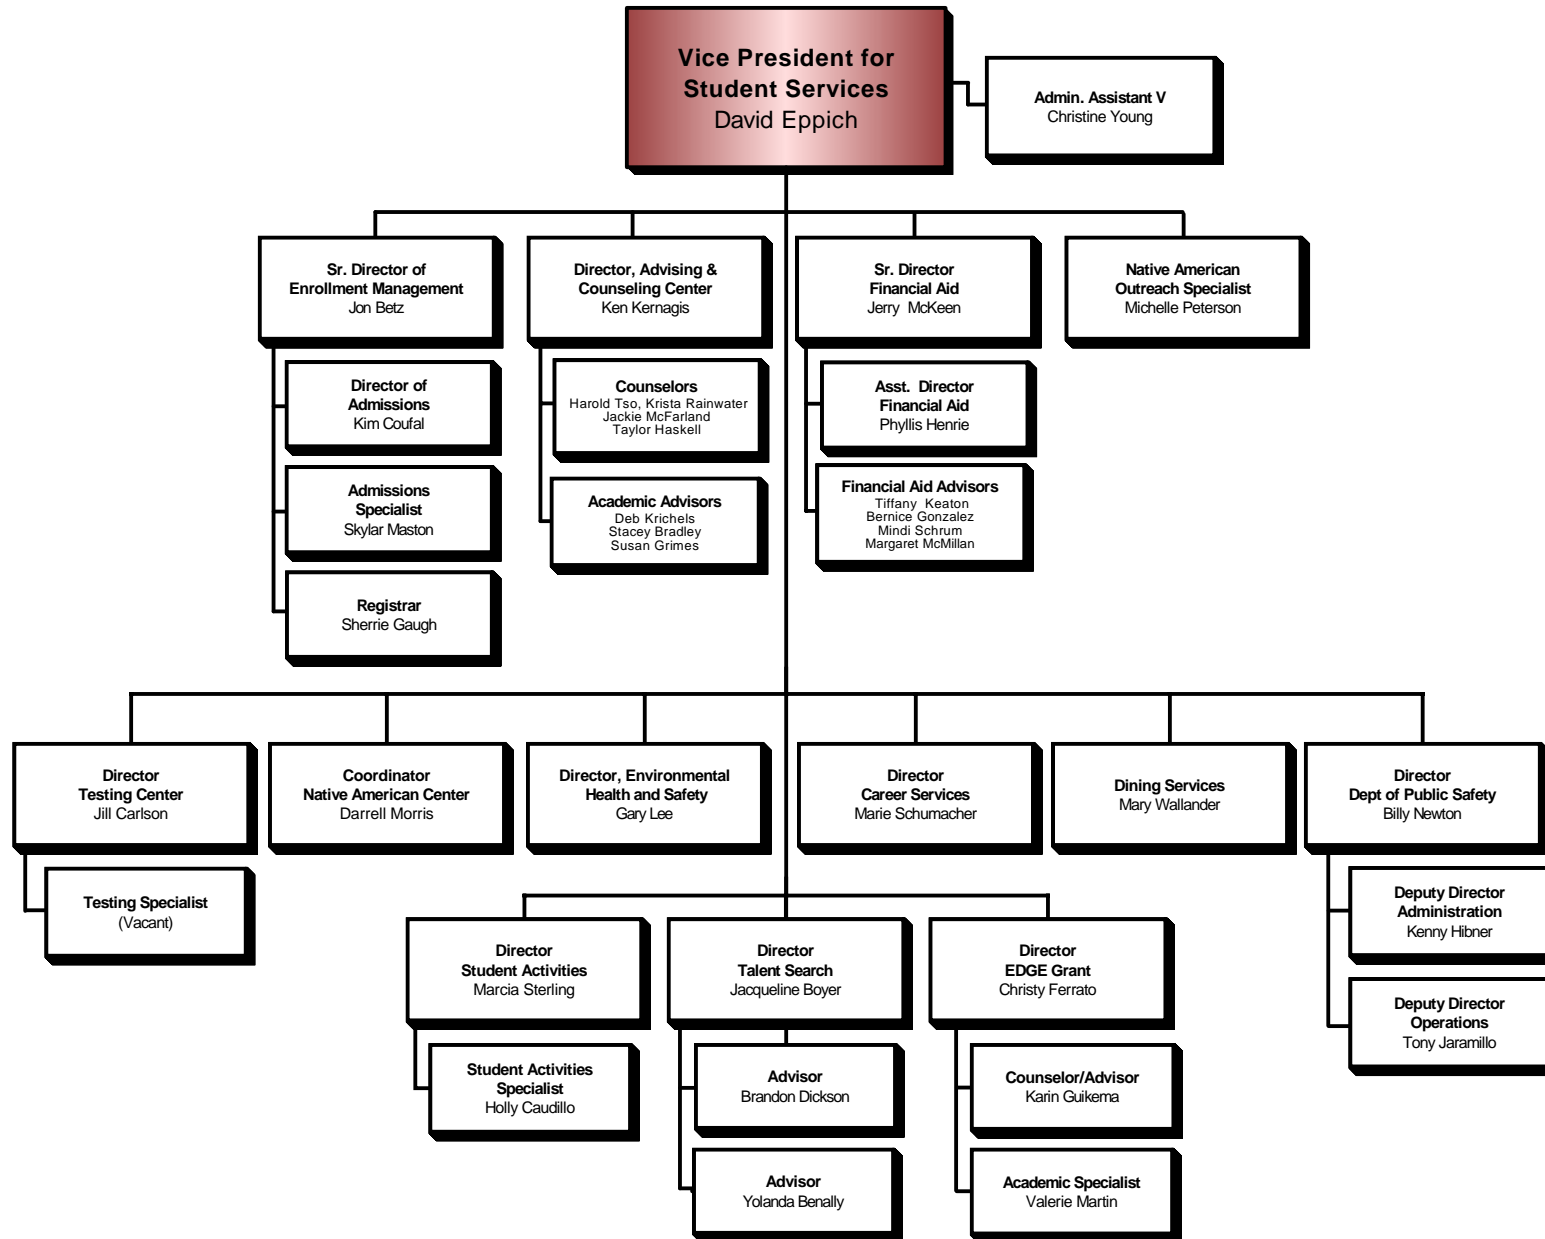 Vice President for
Student Services
David Eppich
Admin. Assistant V
Christine Young
Sr. Director of
Enrollment Management
Jon Betz
Director, Advising &
Counseling Center
Ken Kernagis
Sr. Director
Financial Aid
Jerry McKeen
Native American
Outreach Specialist
Michelle Peterson
Director of
Admissions
Kim Coufal
Counselors
Harold Tso, Krista Rainwater
Jackie McFarland
Taylor Haskell
Asst. Director
Financial Aid
Phyllis Henrie
Admissions
Specialist
Skylar Maston
Academic Advisors
Deb Krichels
Stacey Bradley
Susan Grimes
Financial Aid Advisors
Tiffany Keaton
Bernice Gonzalez
Mindi Schrum
Margaret McMillan
Registrar
Sherrie Gaugh
Director
Testing Center
Jill Carlson
Coordinator
Native American Center
Darrell Morris
Director, Environmental
Health and Safety
Gary Lee
Director
Career Services
Marie Schumacher
Dining Services
Mary Wallander
Director
Dept of Public Safety
Billy Newton
Testing Specialist
(Vacant)
Deputy Director
Administration
Kenny Hibner
Deputy Director
Operations
Tony Jaramillo
Director
Student Activities
Marcia Sterling
Director
Talent Search
Jacqueline Boyer
Director
EDGE Grant
Christy Ferrato
Student Activities
Specialist
Holly Caudillo
Advisor
Brandon Dickson
Counselor/Advisor
Karin Guikema
Advisor
Yolanda Benally
Academic Specialist
Valerie Martin